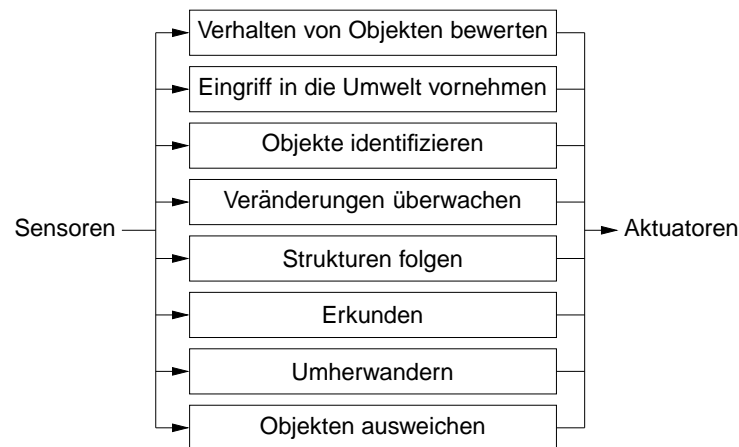 Verhalten von Objekten bewerten
Eingriff in die Umwelt vornehmen
Objekte identifizieren
Veränderungen überwachen
Sensoren
Aktuatoren
Strukturen folgen
Erkunden
Umherwandern
Objekten ausweichen